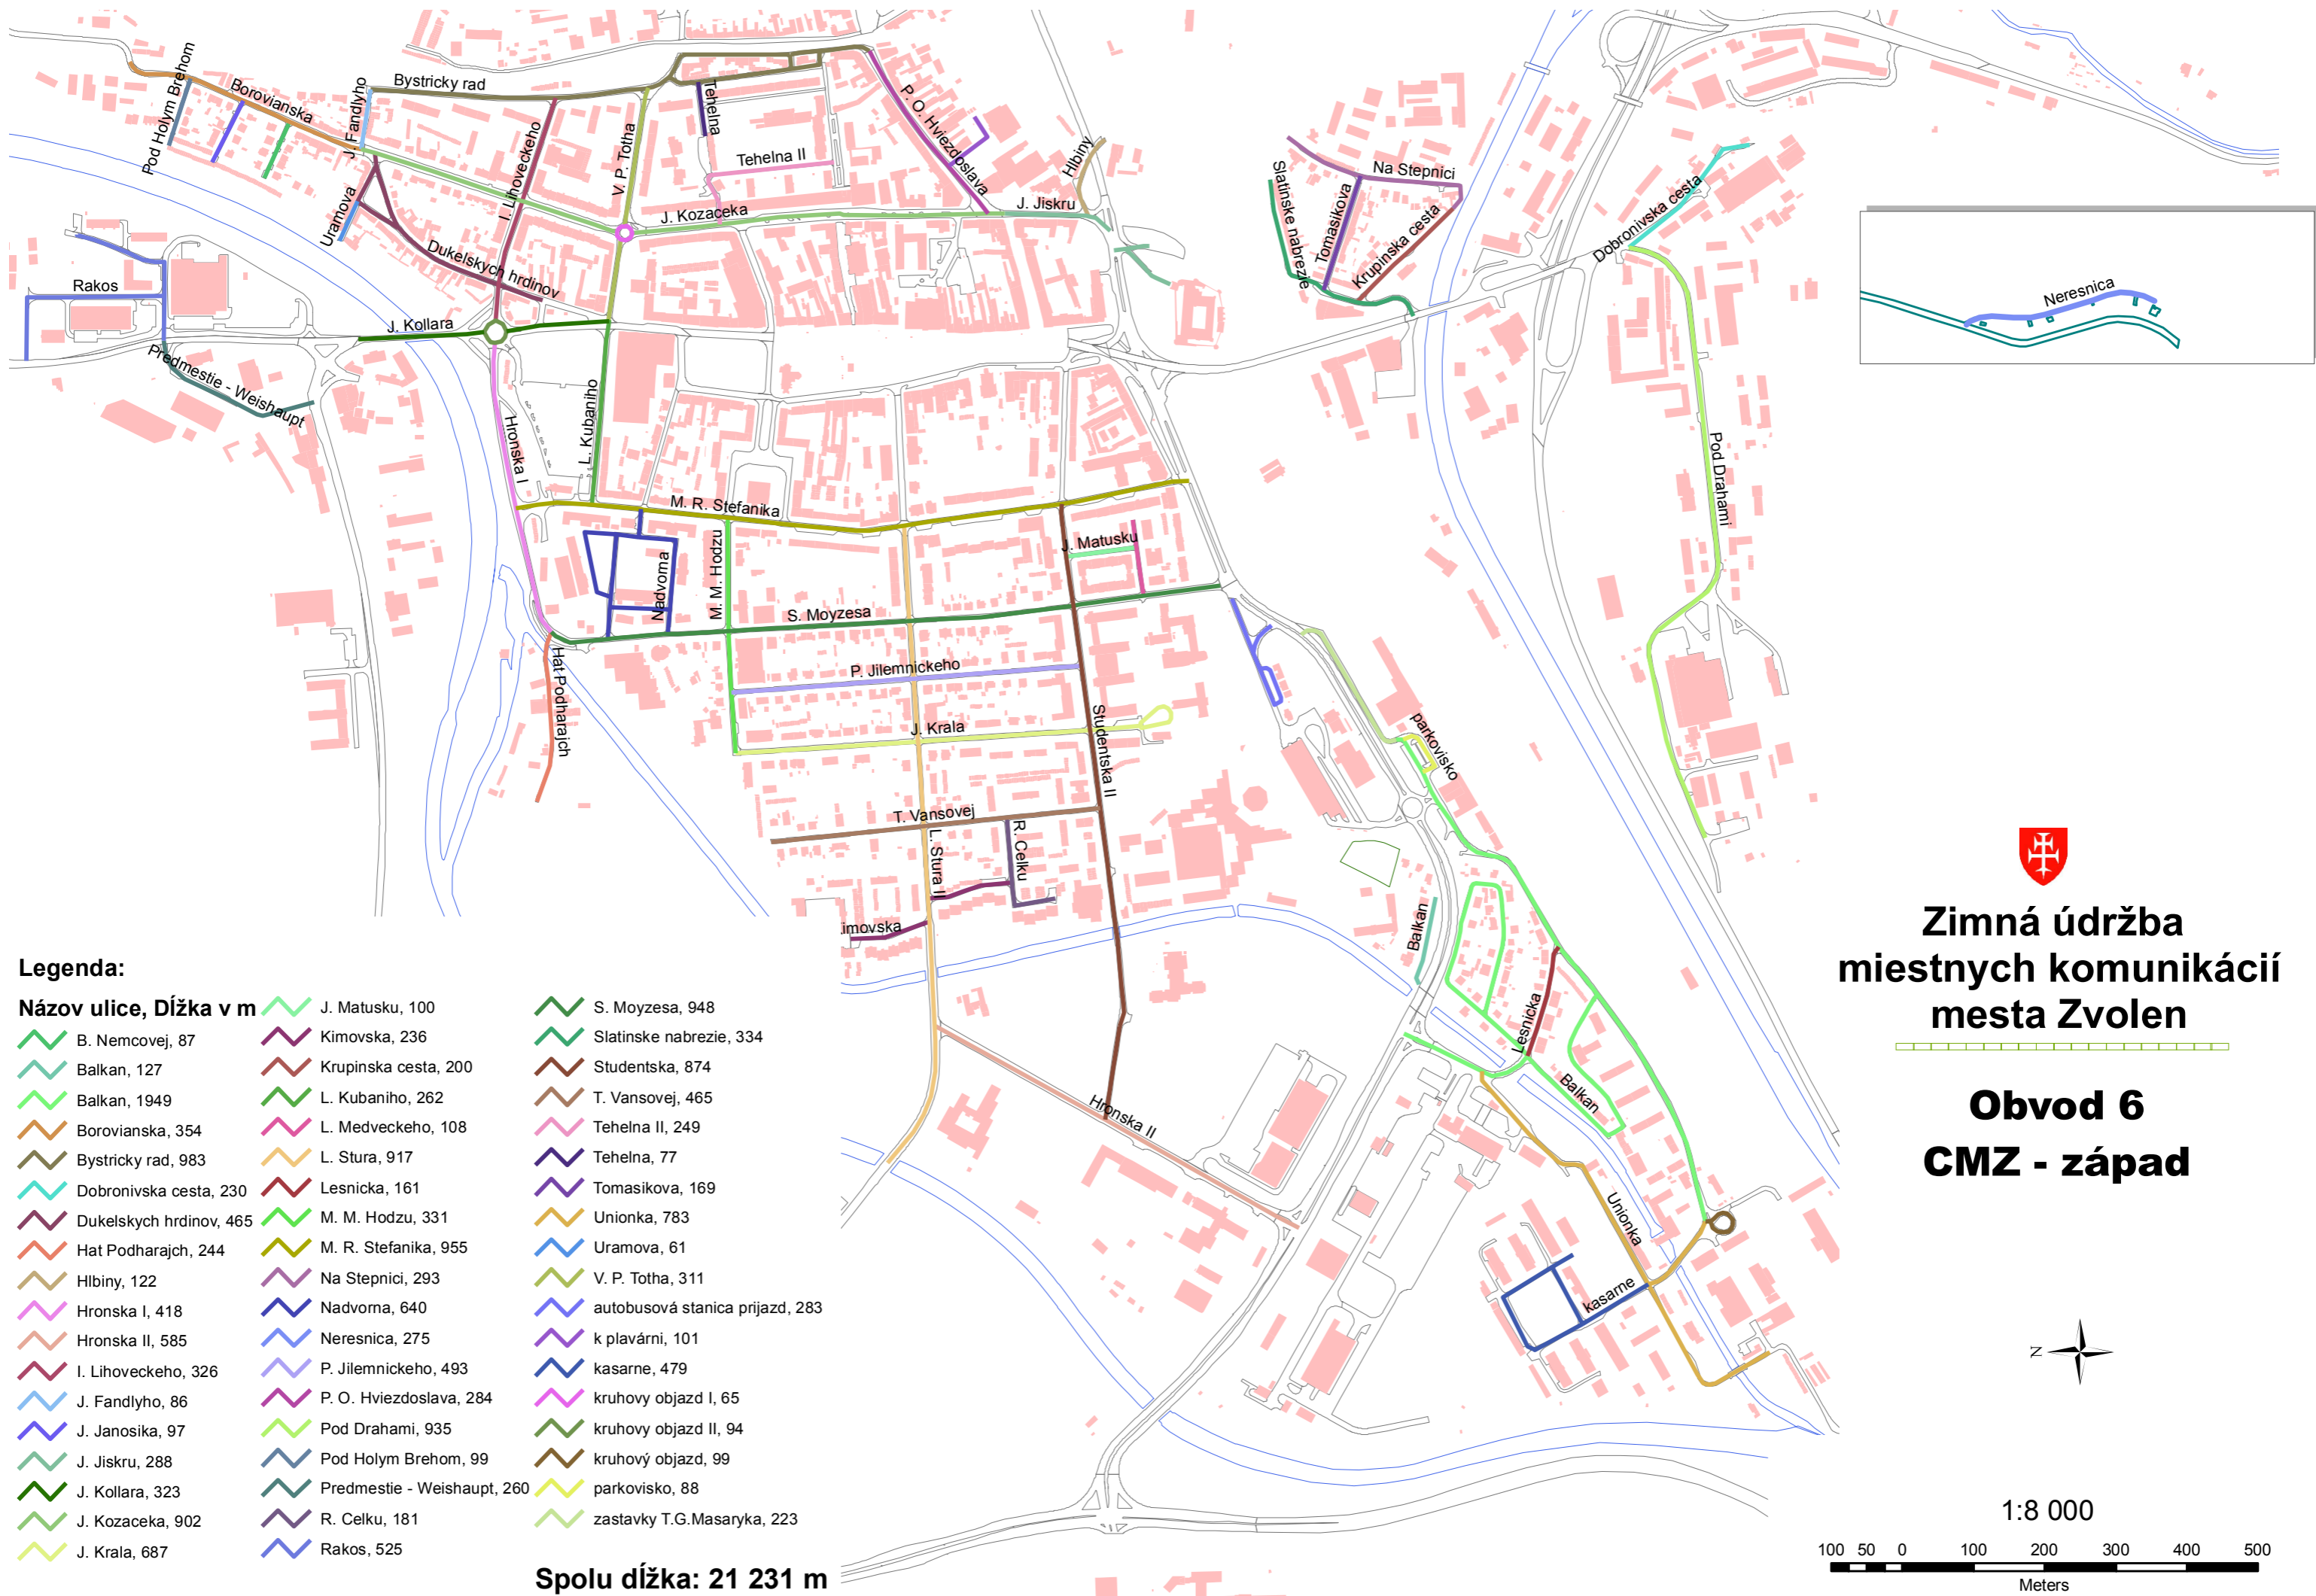 Pod Holym Brehom
Borovianska
J. Fandlyho
Bystricky rad
I. Lihoveckeho
V. P. Totha
Tehelna
Tehelna II
P. O. Hviezdoslava
Hlbiny
J. Kozaceka
J. Jiskru
Uramova
Dukelskych hrdinov
Rakos
J. Kollara
Predmestie - Weishaupt
Hronska I
L. Kubaniho
M. R. Stefanika
Nadvorna
M. M. Hodzu
J. Matusku
S. Moyzesa
P. Jilemnickeho
J. Krala
Hat Podharajch
Studentska II
T. Vansovej
L. Stura II
R. Celku
imovska
Hronska II
Slatinske nabrezie
Na Stepnici
Tomasikova
Krupinska cesta
Dobronivska cesta
Pod Drahami
Neresnica
parkovisko
Balkan
Lesnicka
Balkan
Unionka
kasarne
Zimná údržba
miestnych komunikácií
mesta Zvolen
Obvod 6
CMZ - západ
N
1:8 000
100 50 0 100 200 300 400 500
Meters
Legenda:
Názov ulice, Dĺžka v m
B. Nemcovej, 87
Balkan, 127
Balkan, 1949
Borovianska, 354
Bystricky rad, 983
Dobronivska cesta, 230
Dukelskych hrdinov, 465
Hat Podharajch, 244
Hlbiny, 122
Hronska I, 418
Hronska II, 585
I. Lihoveckeho, 326
J. Fandlyho, 86
J. Janosika, 97
J. Jiskru, 288
J. Kollara, 323
J. Kozaceka, 902
J. Krala, 687
J. Matusku, 100
Kimovska, 236
Krupinska cesta, 200
L. Kubaniho, 262
L. Medveckeho, 108
L. Stura, 917
Lesnicka, 161
M. M. Hodzu, 331
M. R. Stefanika, 955
Na Stepnici, 293
Nadvorna, 640
Neresnica, 275
P. Jilemnickeho, 493
P. O. Hviezdoslava, 284
Pod Drahami, 935
Pod Holym Brehom, 99
Predmestie - Weishaupt, 260
R. Celku, 181
Rakos, 525
S. Moyzesa, 948
Slatinske nabrezie, 334
Studentska, 874
T. Vansovej, 465
Tehelna II, 249
Tehelna, 77
Tomasikova, 169
Unionka, 783
Uramova, 61
V. P. Totha, 311
autobusová stanica prijazd, 283
k plavárni, 101
kasarne, 479
kruhovy objazd I, 65
kruhovy objazd II, 94
kruhový objazd, 99
parkovisko, 88
zastavky T.G.Masaryka, 223
Spolu dĺžka: 21 231 m